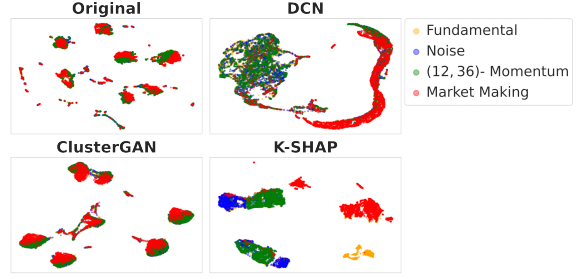 Original
DCN
Fundamental
Noise
(12, 36)- Momentum
Market Making
ClusterGAN
K-SHAP